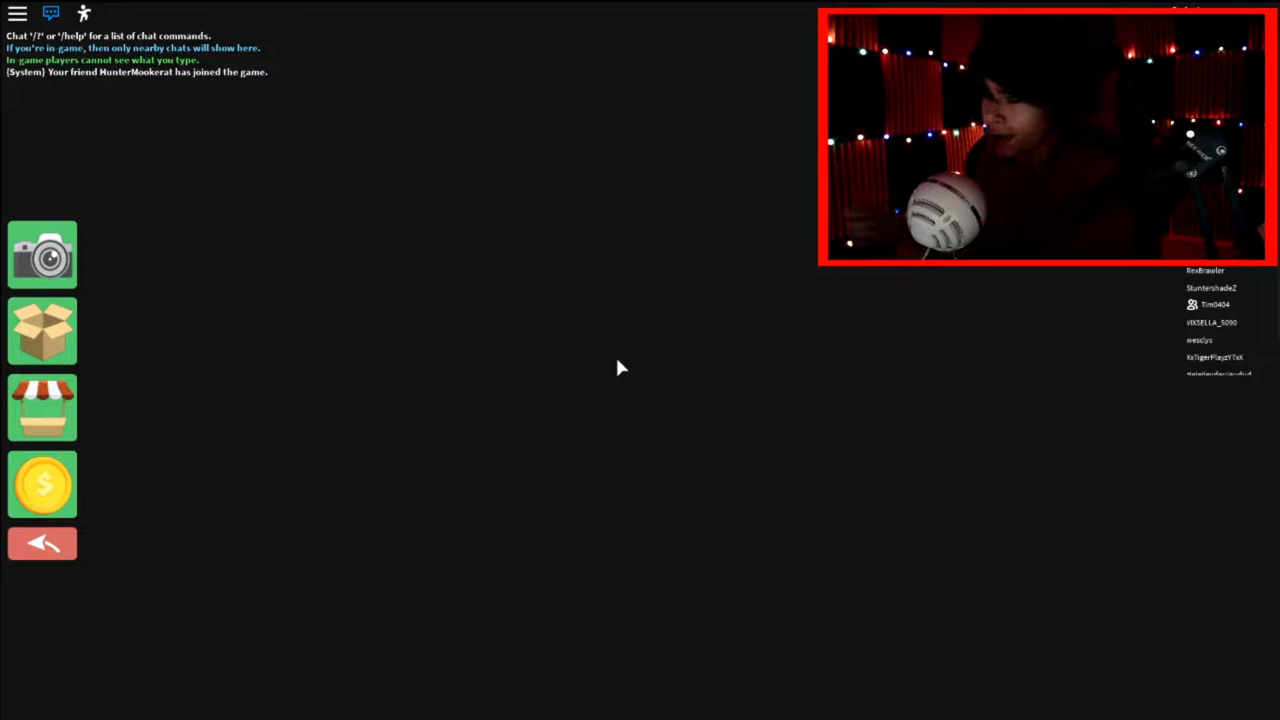 Chat '/?' or '/help' for a list of chat commands.
If you're in-game, then only nearby chats will show here.
In-game players cannot see what you type.
{System} Your friend HunterMookerat has joined the game.
RexBrawler
StuntershadeZ
Tim0404
VIXSELLA_5090
wesclys
XxTigerPlayzYTxX